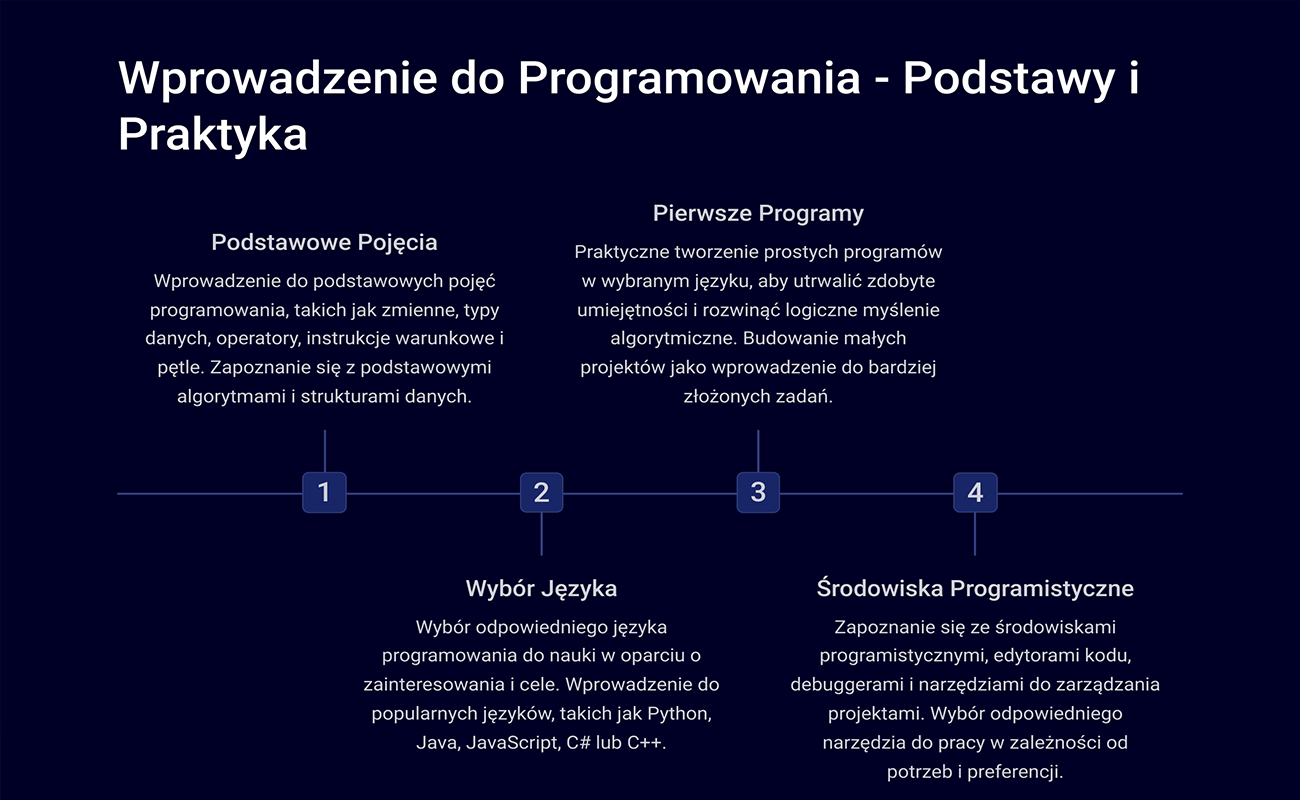 Wprowadzenie do Programowania - Podstawy i
Praktyka
Podstawowe Pojęcia
Wprowadzenie do podstawowych pojęć
programowania, takich jak zmienne, typy
danych, operatory, instrukcje warunkowe i
pętle. Zapoznanie się z podstawowymi
algorytmami i strukturami danych.
1
Wybór Języka
Wybór odpowiedniego języka
programowania do nauki w oparciu o
zainteresowania i cele. Wprowadzenie do
popularnych języków, takich jak Python,
Java, JavaScript, C# lub C++.
2
Pierwsze Programy
Praktyczne tworzenie prostych programów
w wybranym języku, aby utrwalić zdobyte
umiejętności i rozwinąć logiczne myślenie
algorytmiczne. Budowanie małych
projektów jako wprowadzenie do bardziej
złożonych zadań.
3
Środowiska Programistyczne
Zapoznanie się ze środowiskami
programistycznymi, edytorami kodu,
debuggerami i narzędziami do zarządzania
projektami. Wybór odpowiedniego
narzędzia do pracy w zależności od
potrzeb i preferencji.
4